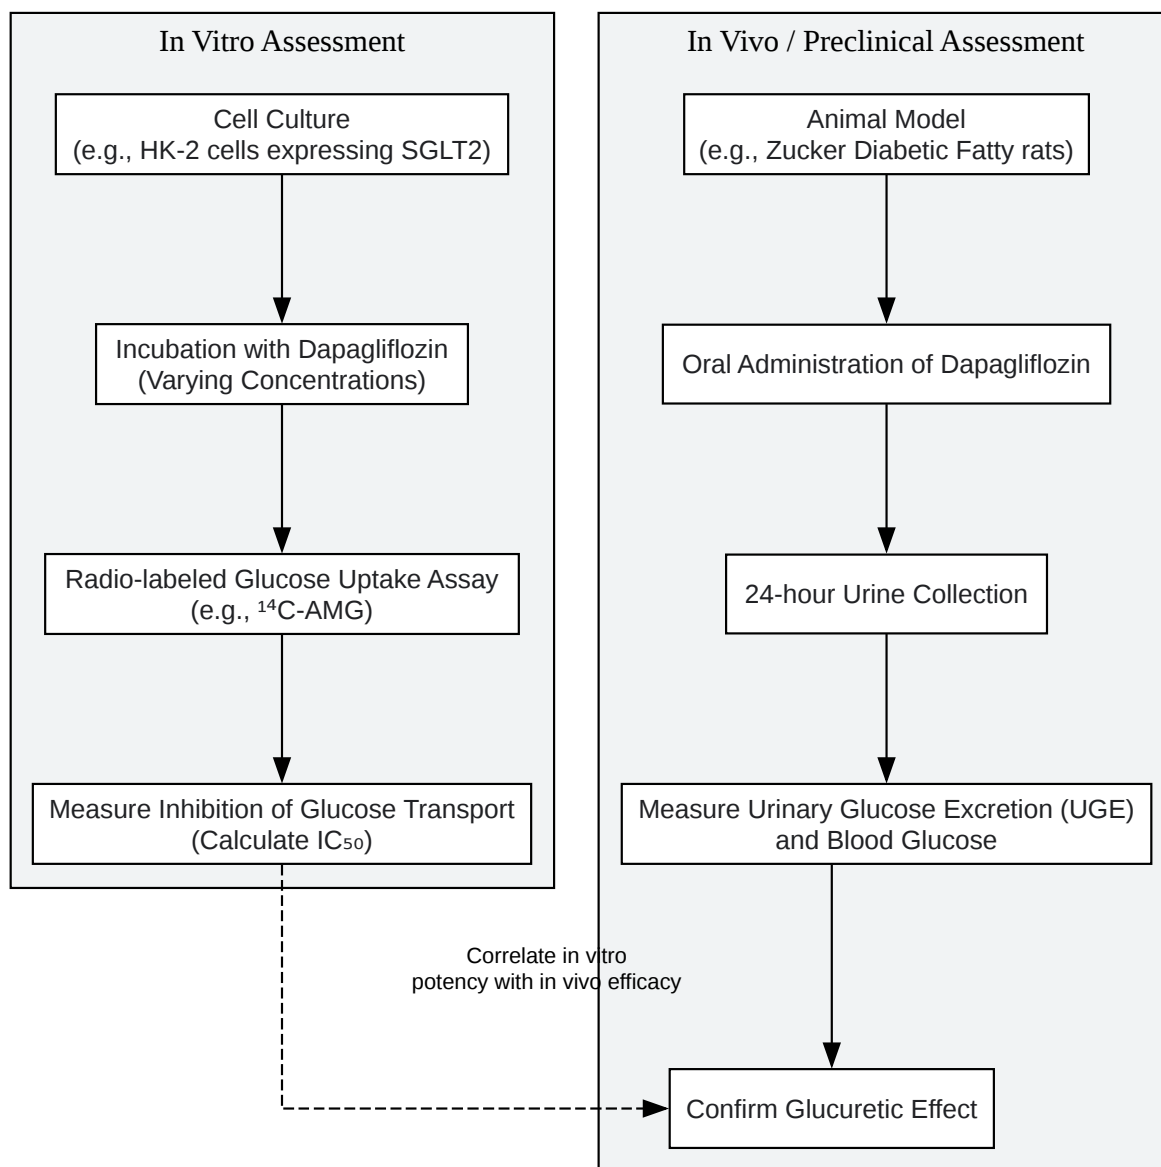 In Vitro Assessment
Cell Culture
(e.g., HK-2 cells expressing SGLT2)
Incubation with Dapagliflozin
(Varying Concentrations)
Radio-labeled Glucose Uptake Assay
(e.g., ¹⁴C-AMG)
Measure Inhibition of Glucose Transport
(Calculate IC₅₀)
In Vivo / Preclinical Assessment
Animal Model
(e.g., Zucker Diabetic Fatty rats)
Oral Administration of Dapagliflozin
24-hour Urine Collection
Measure Urinary Glucose Excretion (UGE)
and Blood Glucose
Correlate in vitro
potency with in vivo efficacy
Confirm Glucuretic Effect